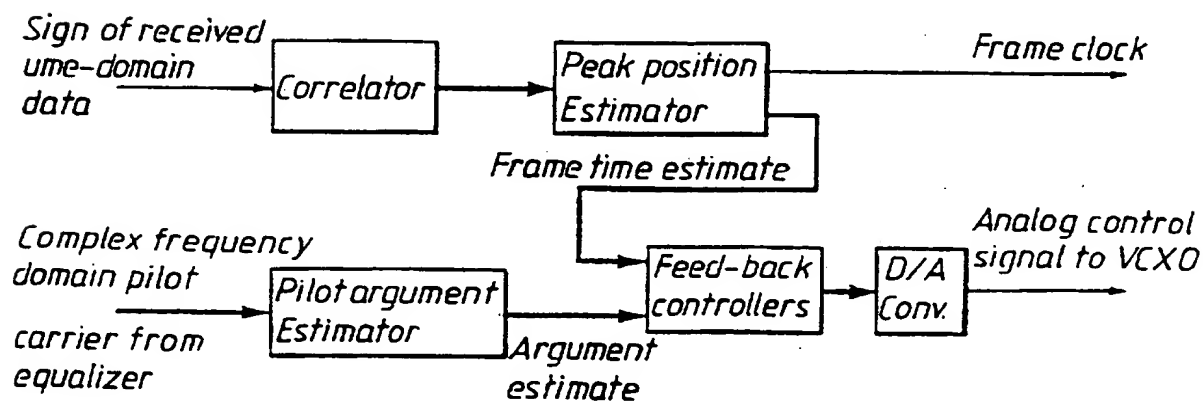 Sign of received
ume-domain
data
Correlator
Peak position
Estimator
Frame clock
Frame time estimate
Complex frequency
domain pilot
carrier from
equalizer
Pilot argument
Estimator
Argument
estimate
Feed-back
controllers
D/A
Conv.
Analog control
signal to VCXO